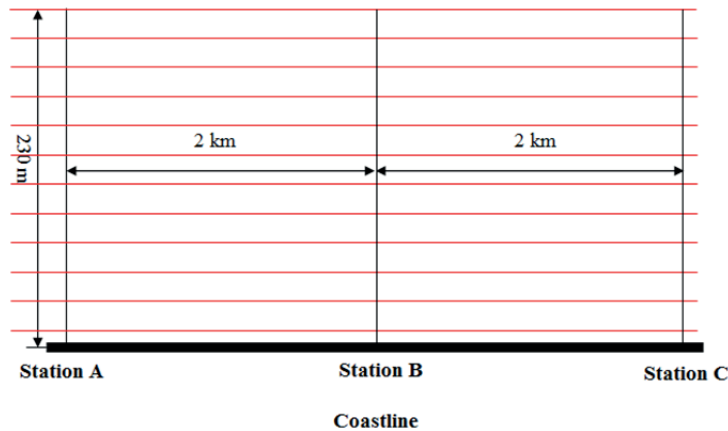 2 km
2 km
230 m
Station A
Station B
Station C
Coastline